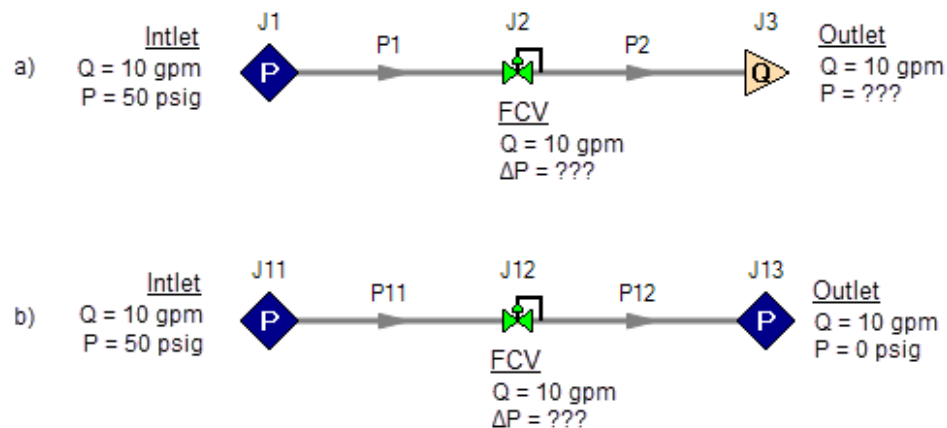 a)
Intlet
Q = 10 gpm
P = 50 psig
J1
P
P1
J2
FCV
Q = 10 gpm
ΔP = ???
P2
J3
Q
Outlet
Q = 10 gpm
P = ???
b)
Intlet
Q = 10 gpm
P = 50 psig
J11
P
P11
J12
FCV
Q = 10 gpm
ΔP = ???
P12
J13
P
Outlet
Q = 10 gpm
P = 0 psig